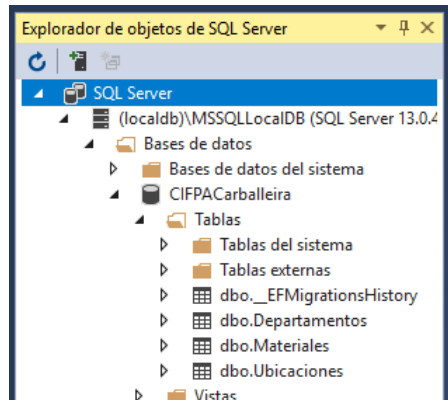 Explorador de objetos de SQL Server
SQL Server
(localdb)\MSSQLLocalDB (SQL Server 13.0.4
Bases de datos
Bases de datos del sistema
CIFPACarballeira
Tablas
Tablas del sistema
Tablas externas
dbo.__EFMigrationsHistory
dbo.Departamentos
dbo.Materiales
dbo.Ubicaciones
Vistas